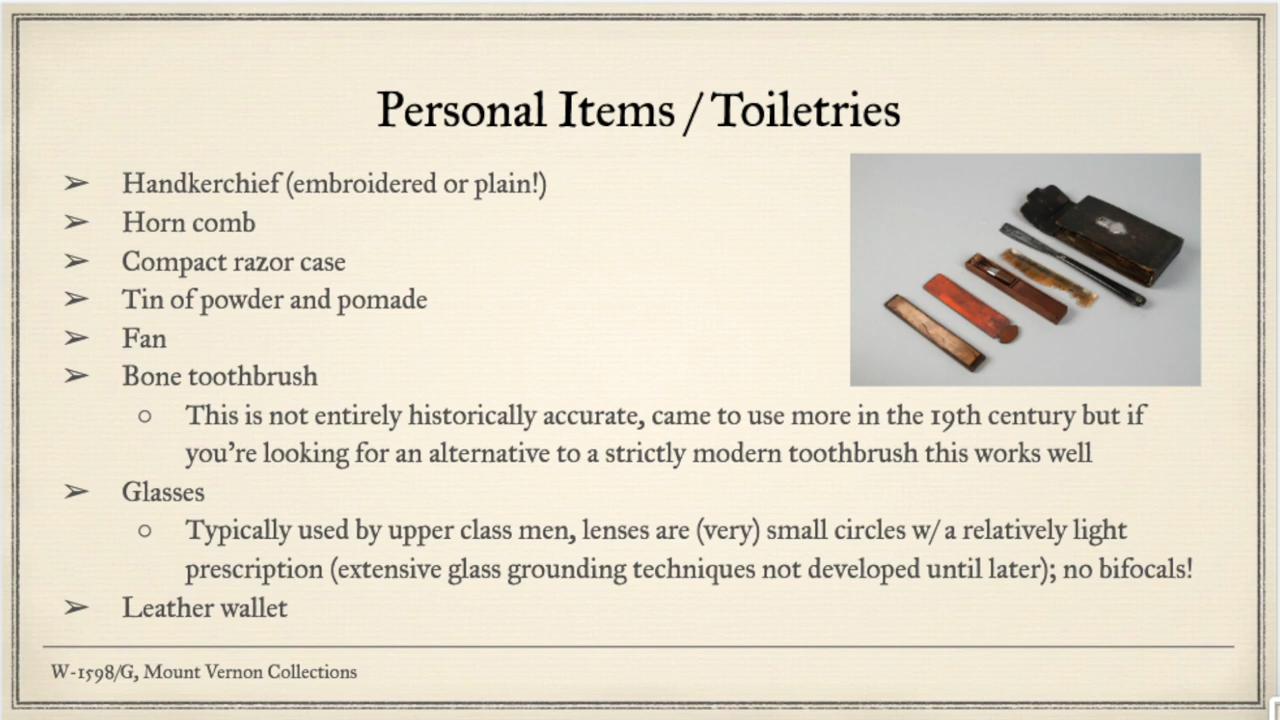 Personal Items / Toiletries
➢ Handkerchief (embroidered or plain!)
➢ Horn comb
➢ Compact razor case
➢ Tin of powder and pomade
➢ Fan
➢ Bone toothbrush
○ This is not entirely historically accurate, came to use more in the 19th century but if
you're looking for an alternative to a strictly modern toothbrush this works well
➢ Glasses
○ Typically used by upper class men, lenses are (very) small circles w/ a relatively light
prescription (extensive glass grounding techniques not developed until later); no bifocals!
➢ Leather wallet
W-1598/G, Mount Vernon Collections